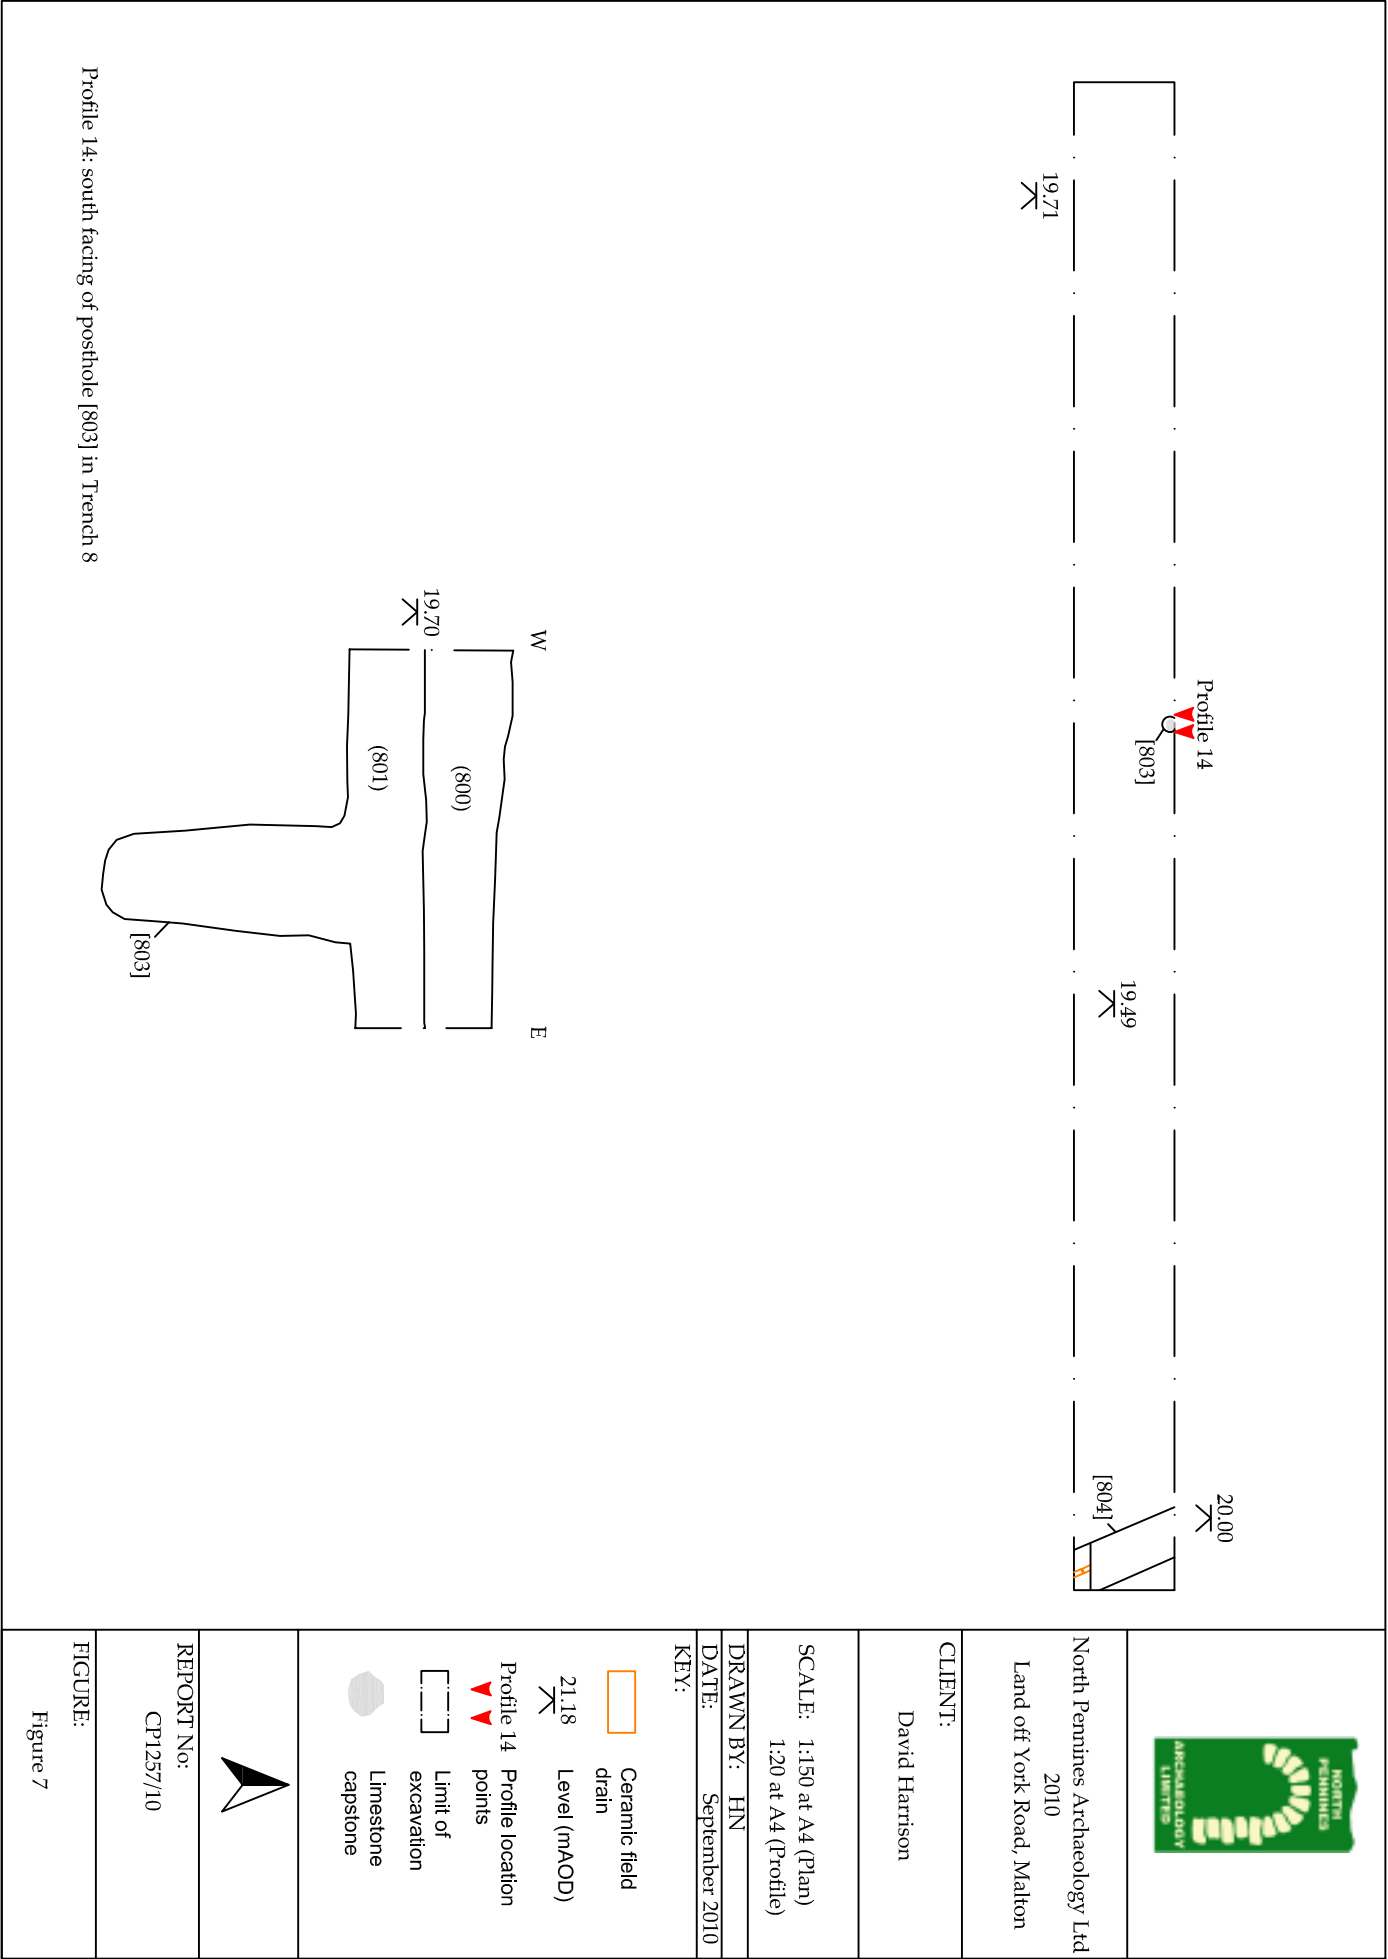 20.00
Profile 14
[803]
19.49
[804]
19.71
W
E
(800)
19.70
(801)
[803]
Profile 14: south facing of posthole [803] in Trench 8
NORTH
PENNINES
ARCHAEOLOGY
LIMITED
North Pennines Archaeology Ltd
2010
Land off York Road, Malton
CLIENT:
David Harrison
SCALE: 1:150 at A4 (Plan)
1:20 at A4 (Profile)
DRAWN BY: HN
DATE: September 2010
KEY:
Ceramic field
drain
21.18 Level (mAOD)
Profile 14 Profile location
points
Limit of
excavation
Limestone
capstone
REPORT No:
CP1257/10
FIGURE:
Figure 7